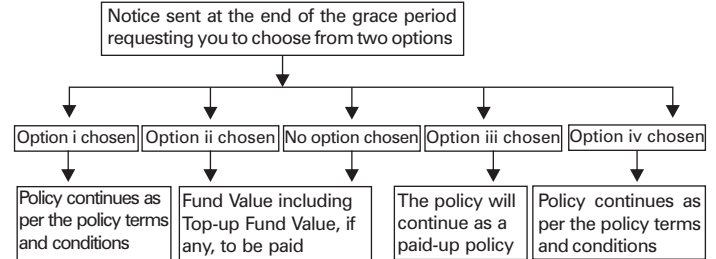 Notice sent at the end of the grace period
requesting you to choose from two options
Option i chosen
Option ii chosen
No option chosen
Option iii chosen
Option iv chosen
Policy continues as
per the policy terms
and conditions
Fund Value including
Top-up Fund Value, if
any, to be paid
The policy will
continue as a
paid-up policy
Policy continues as
per the policy terms
and conditions